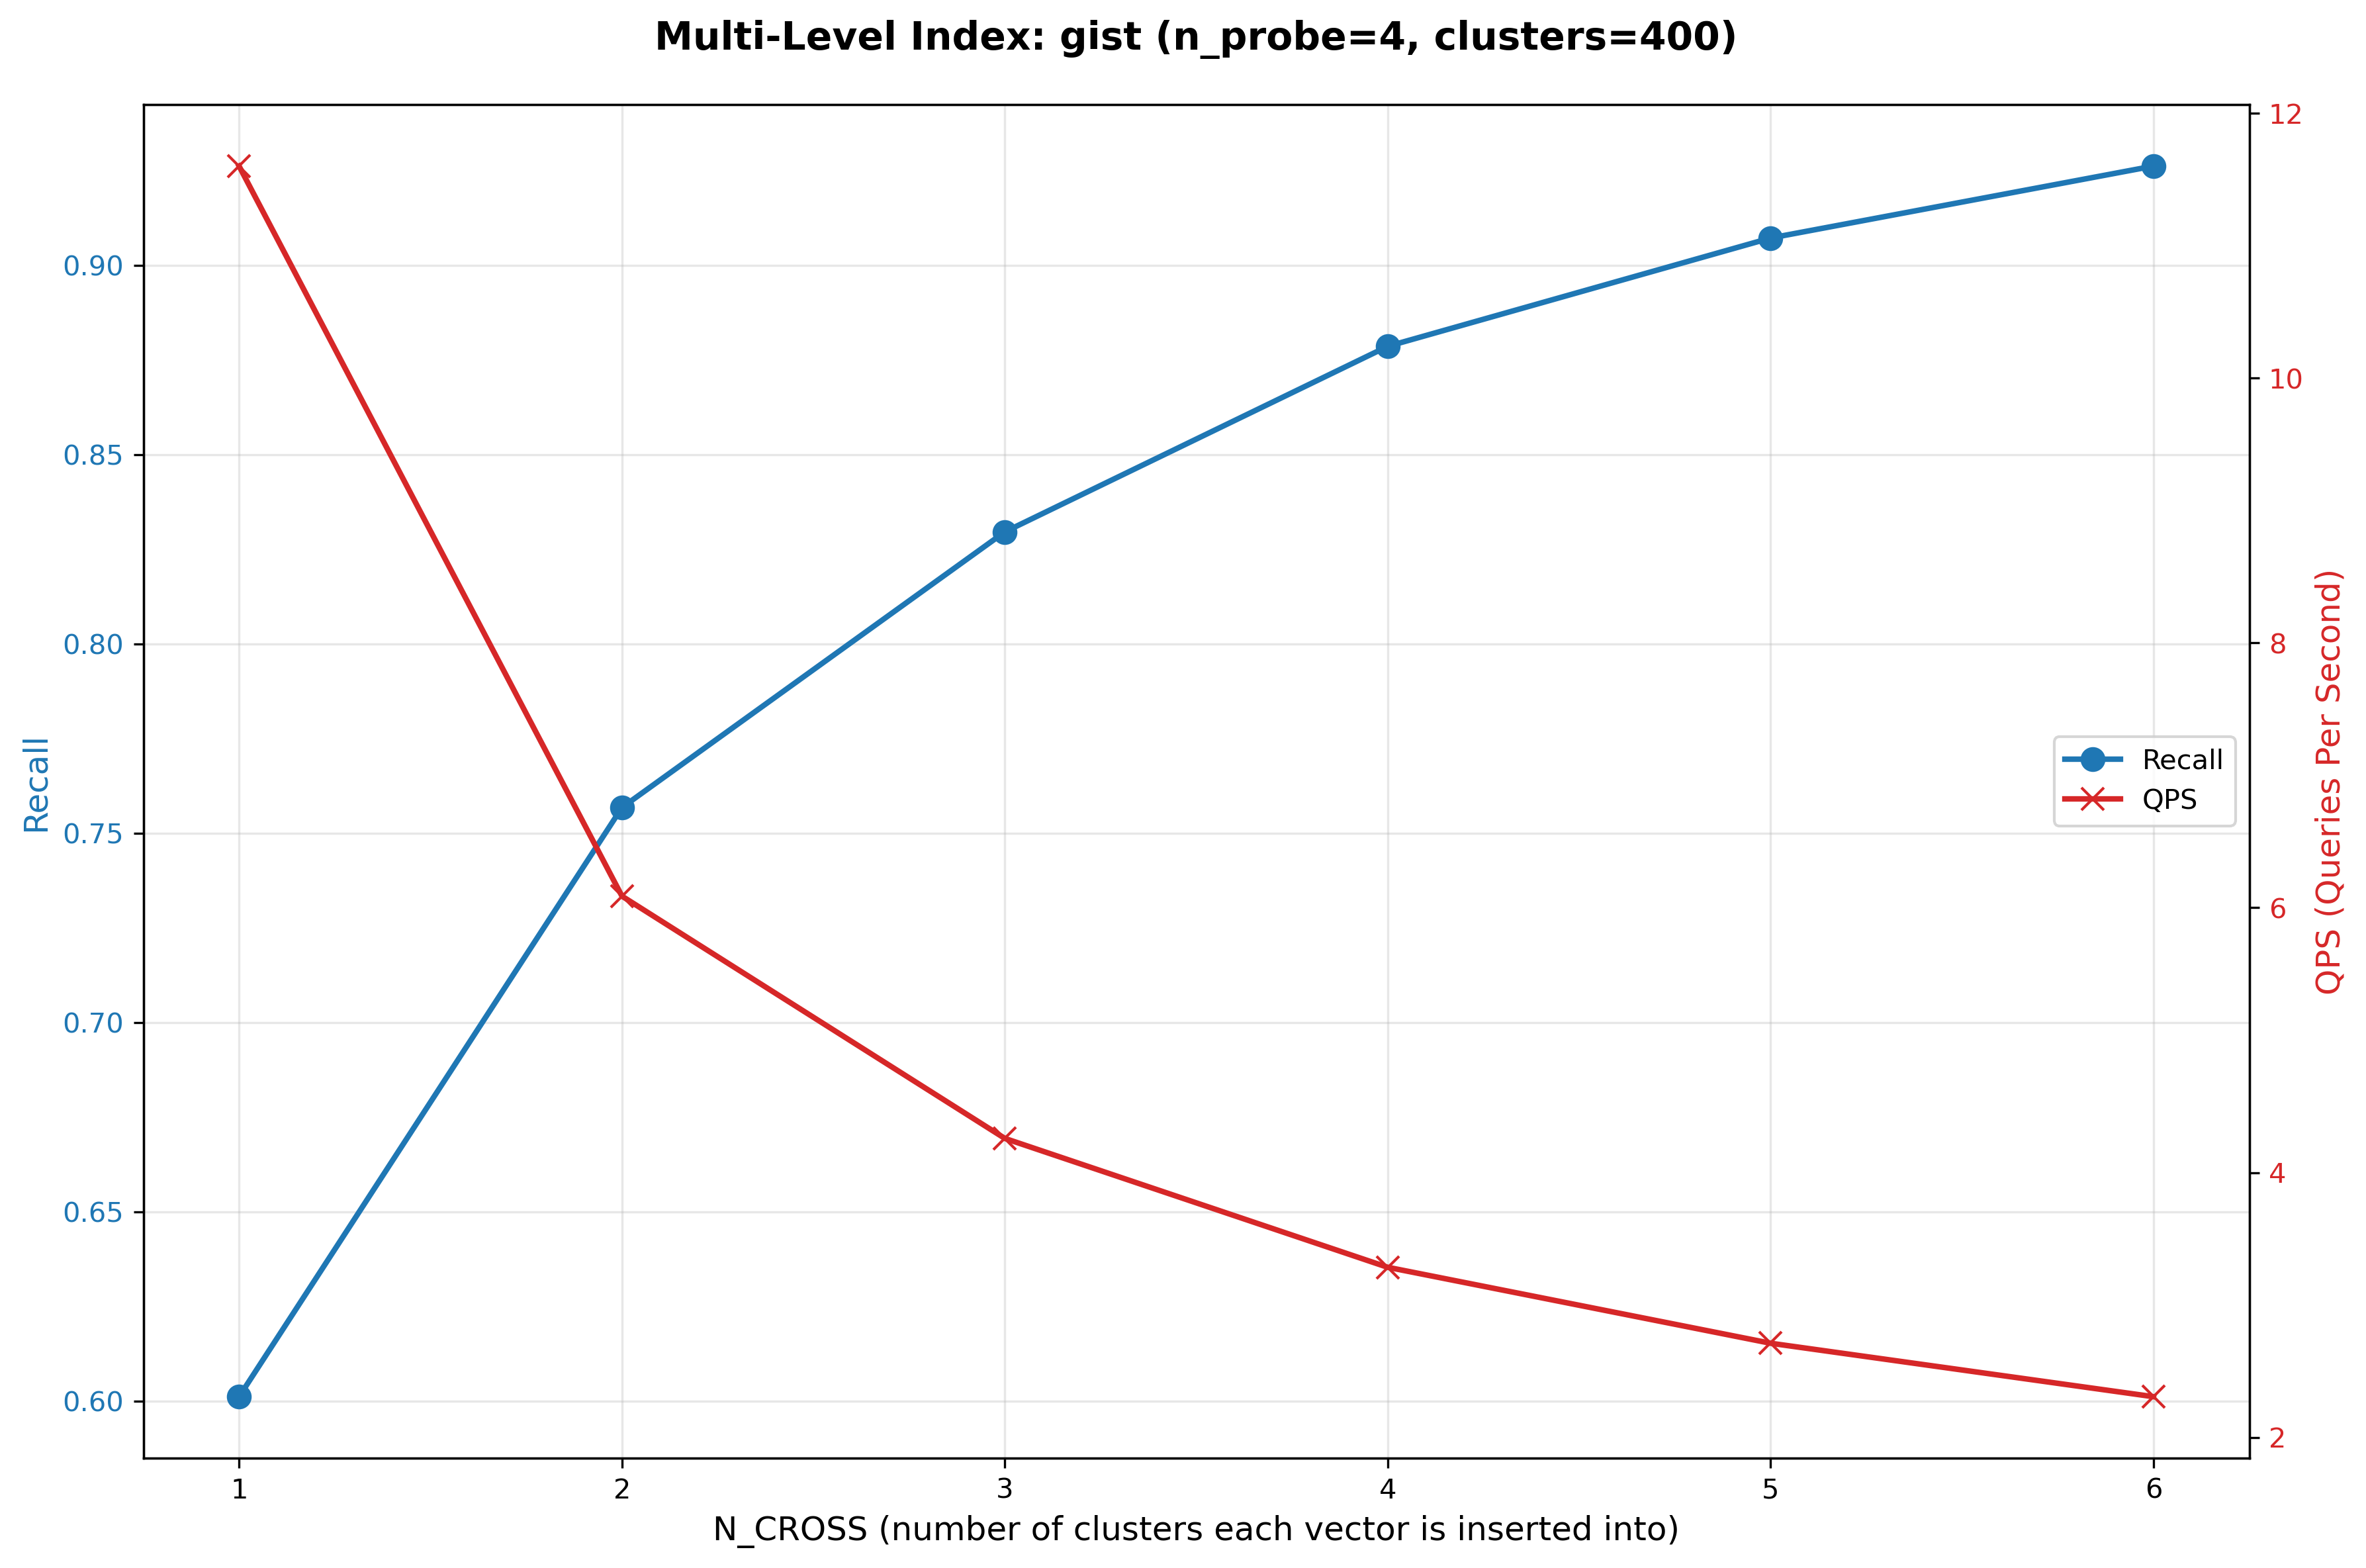 Multi-Level Index: gist (n_probe=4, clusters=400)
0.90
0.85
0.80
0.75
0.70
0.65
0.60
Recall
12
10
8
6
4
2
QPS (Queries Per Second)
Recall
QPS
1 2 3 4 5 6
N_CROSS (number of clusters each vector is inserted into)